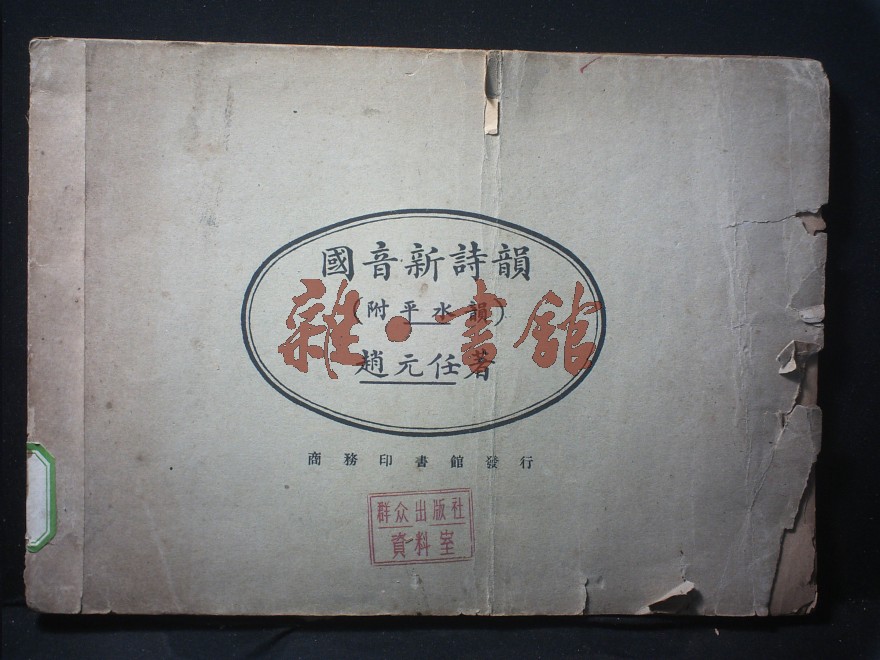 國音新詩韻
(附平水韻)
雜·書館
趙元任著
商務印書館發行
群众出版社
資料室